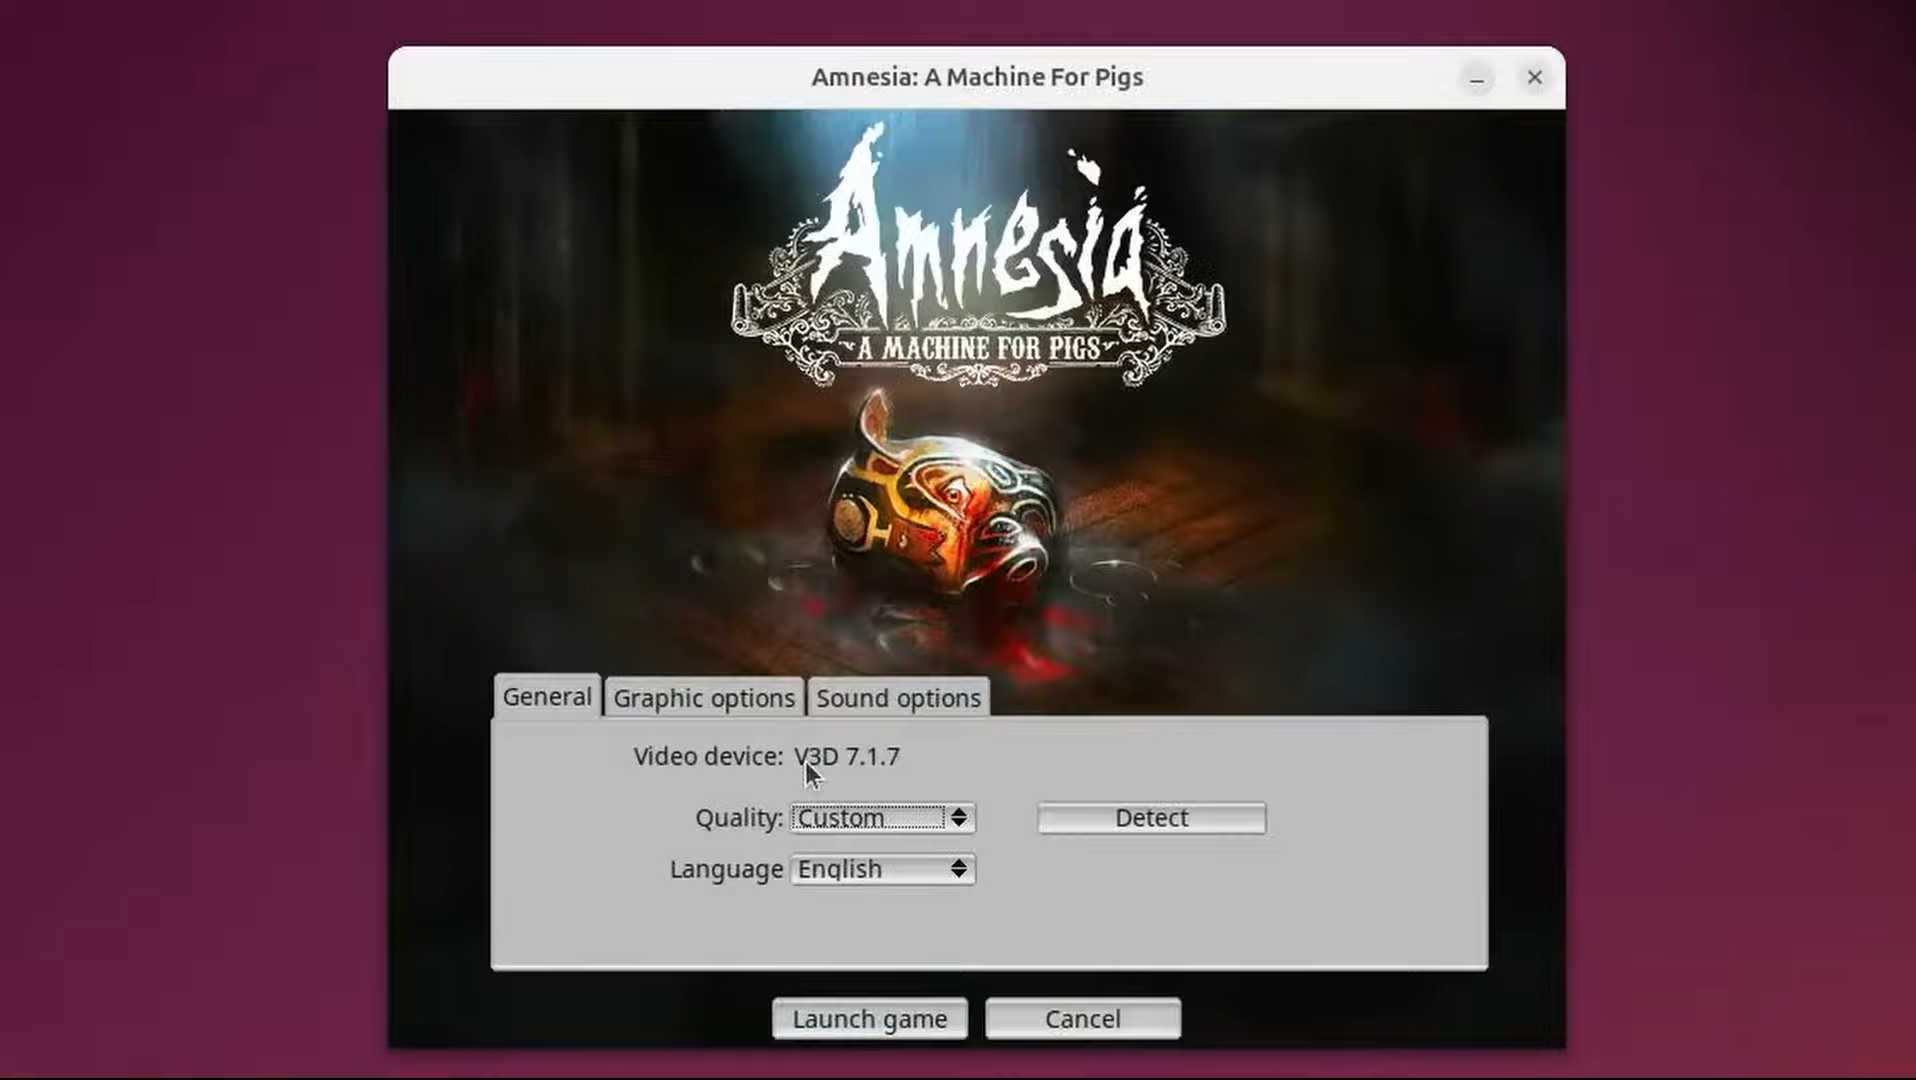 Amnesia: A Machine For Pigs
Amnesia
A MACHINE FOR PIGS
General
Graphic options
Sound options
Video device: V3D 7.1.7
Quality: Custom
Detect
Language English
Launch game
Cancel